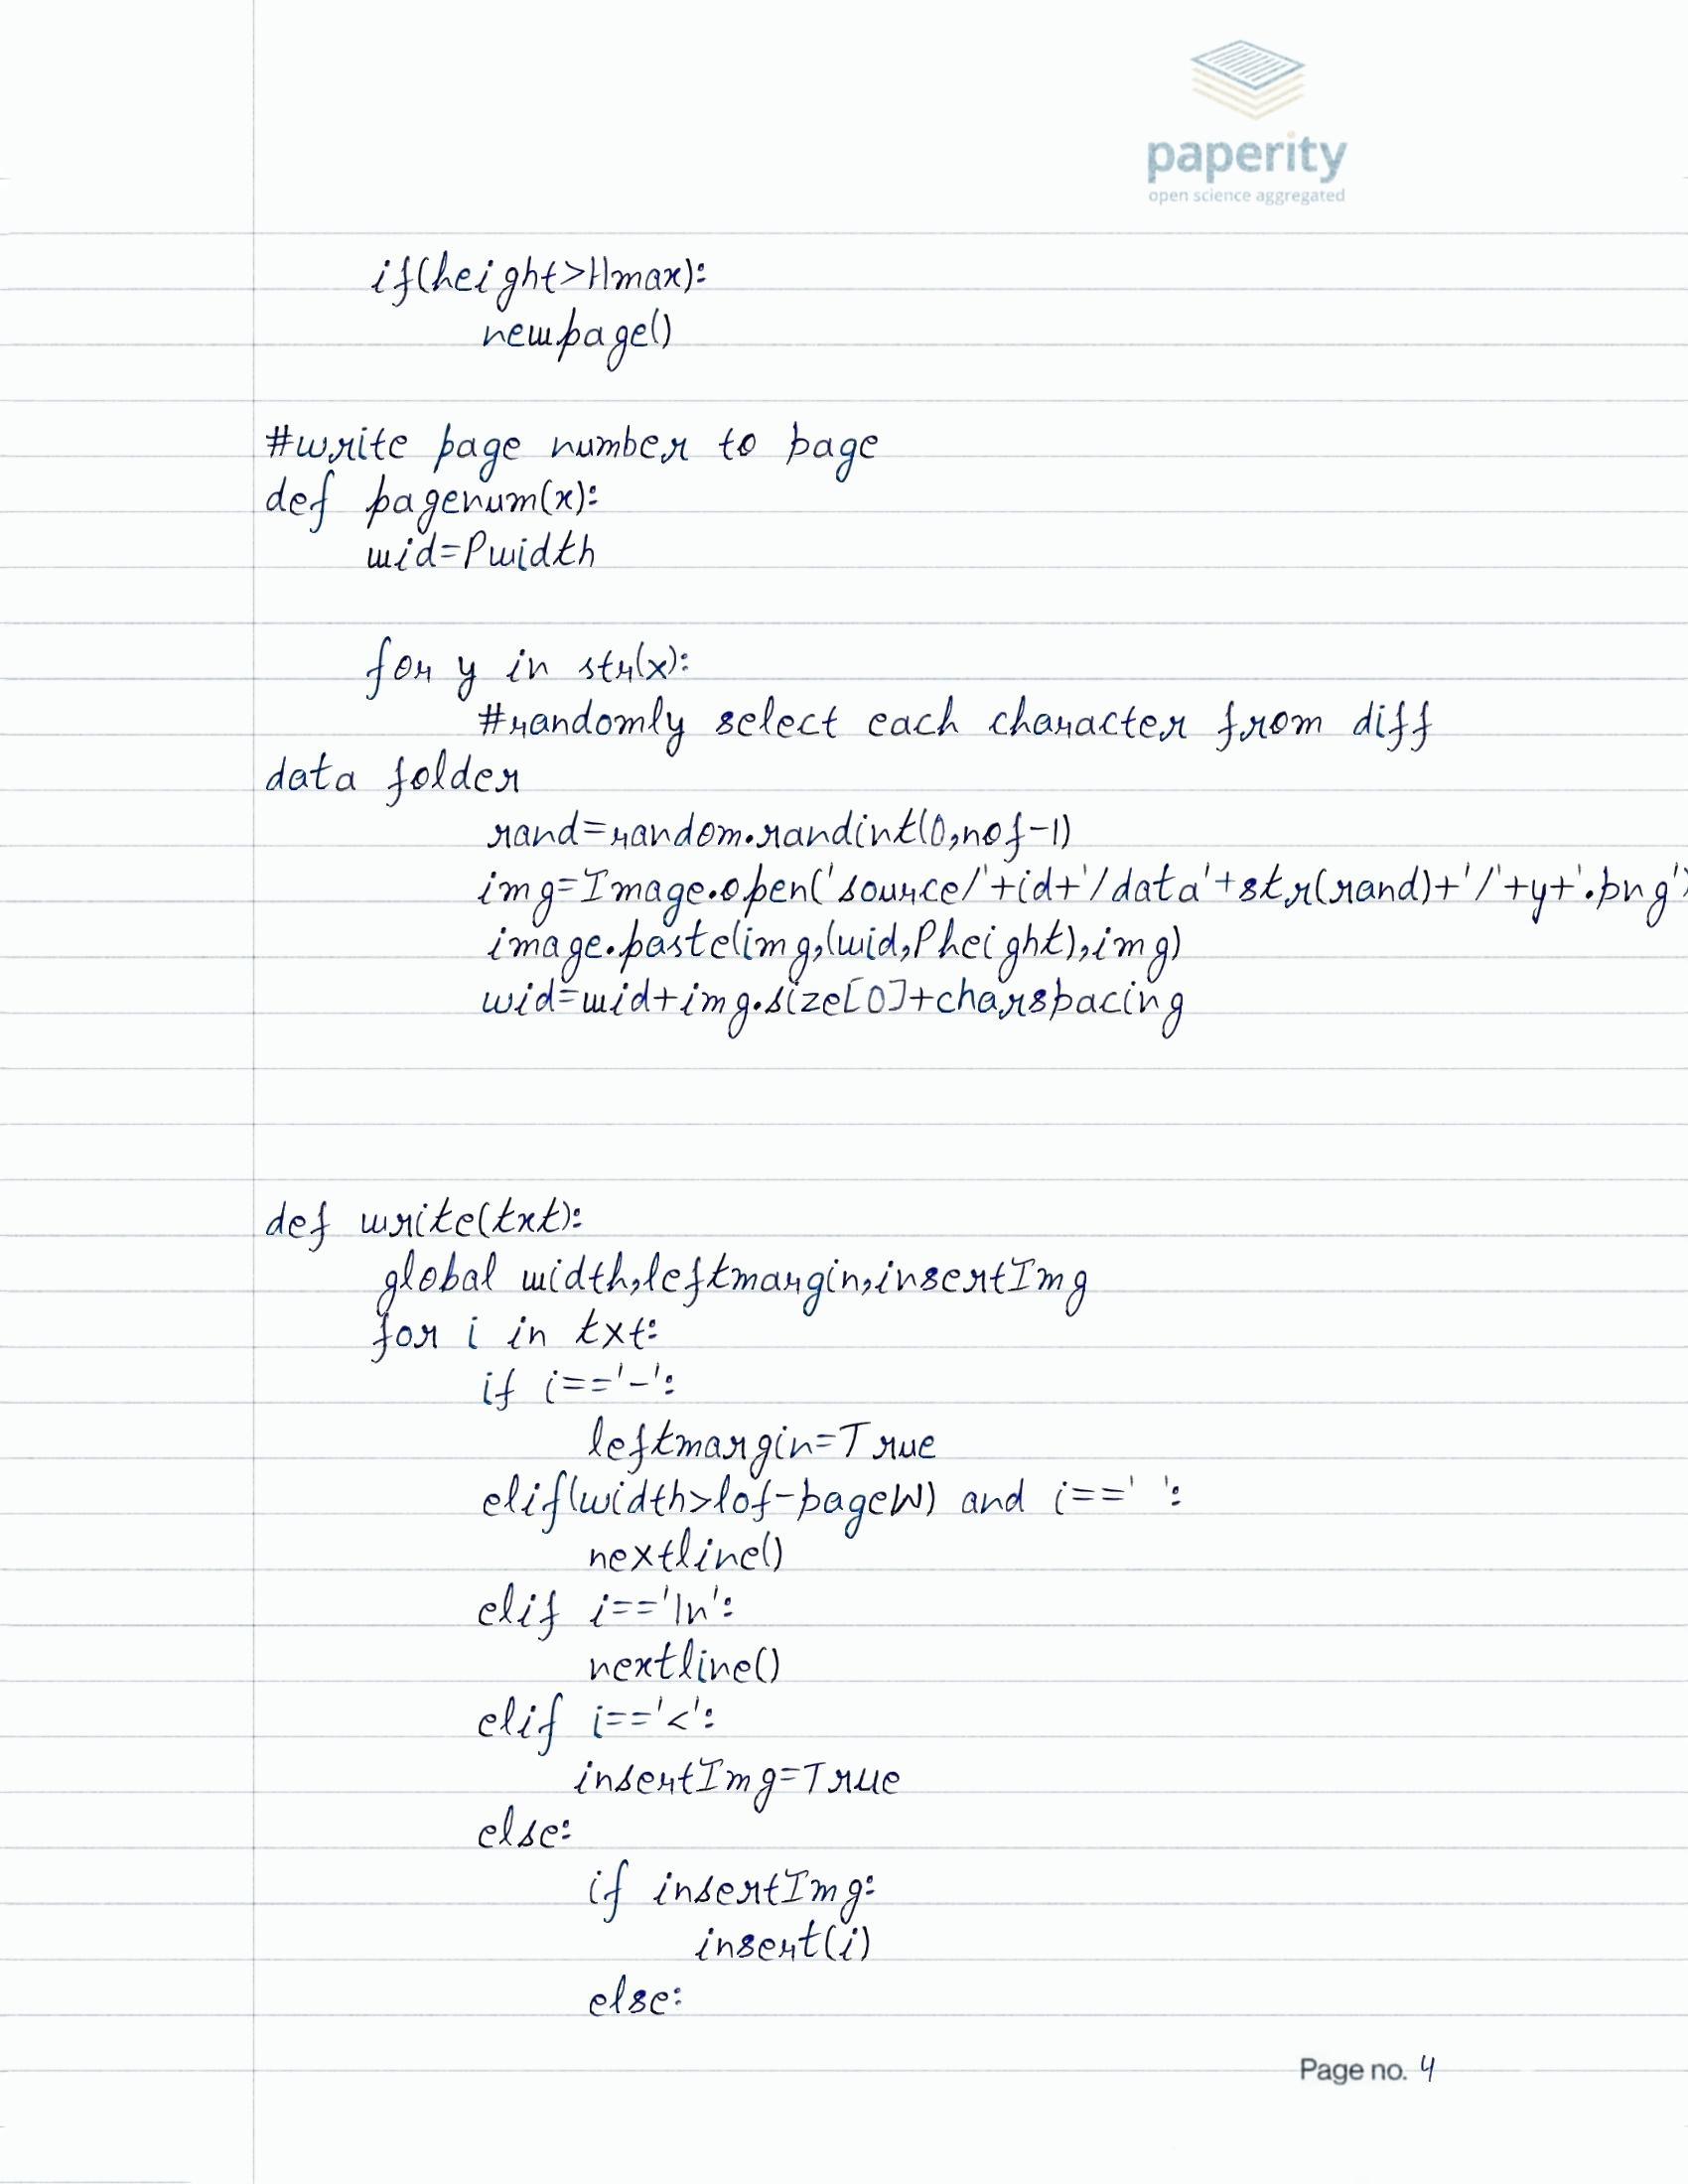 paperity
open science aggregated
if(height>Hmax):
newpage()
#write page number to page
def pagenum(x):
wid=Pwidth
for y in str(x):
#randomly select each character from diff
data folder
rand=random.randint(0,nof-1)
img=Image.open('source/'+id+'/data'+str(rand)+'/'+y+'.png')
image.paste(img,(wid,Pheight),img)
wid=wid+img.size[0]+charspacing
def write(txt):
global width,leftmargin,insertImg
for i in txt:
if i=='-':
leftmargin=True
elif(width>lof-pageW) and i==' ':
nextline()
elif i=='\n':
nextline()
elif i=='<':
insertImg=True
else:
if insertImg:
insert(i)
else:
Page no. 4